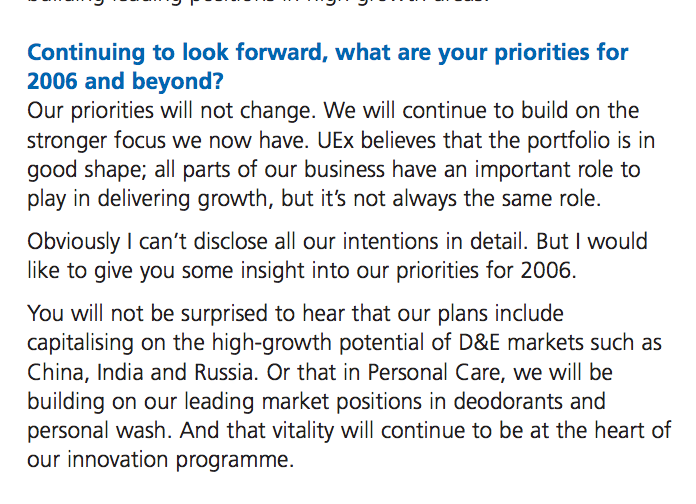 building leading positions in high growth areas.
Continuing to look forward, what are your priorities for
2006 and beyond?
Our priorities will not change. We will continue to build on the
stronger focus we now have. UEx believes that the portfolio is in
good shape; all parts of our business have an important role to
play in delivering growth, but it’s not always the same role.
Obviously I can’t disclose all our intentions in detail. But I would
like to give you some insight into our priorities for 2006.
You will not be surprised to hear that our plans include
capitalising on the high-growth potential of D&E markets such as
China, India and Russia. Or that in Personal Care, we will be
building on our leading market positions in deodorants and
personal wash. And that vitality will continue to be at the heart of
our innovation programme.